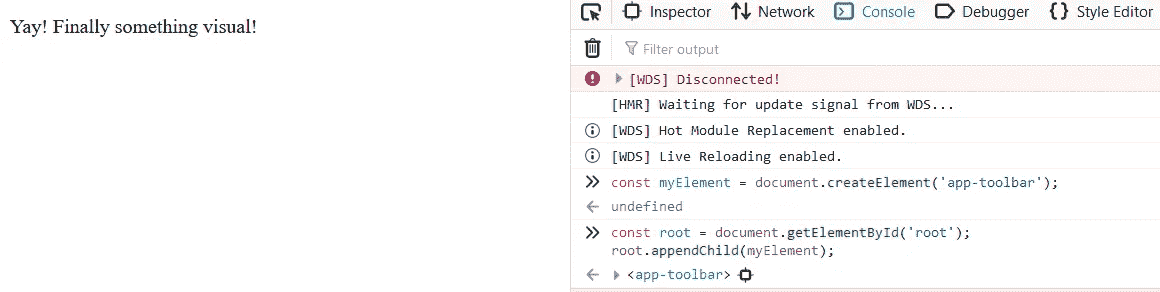 Yay! Finally something visual!
Inspector Network Console Debugger Style Editor
Filter output
[WDS] Disconnected!
[HMR] Waiting for update signal from WDS...
[WDS] Hot Module Replacement enabled.
[WDS] Live Reloading enabled.
const myElement = document.createElement('app-toolbar');
undefined
const root = document.getElementById('root');
root.appendChild(myElement);
<app-toolbar>